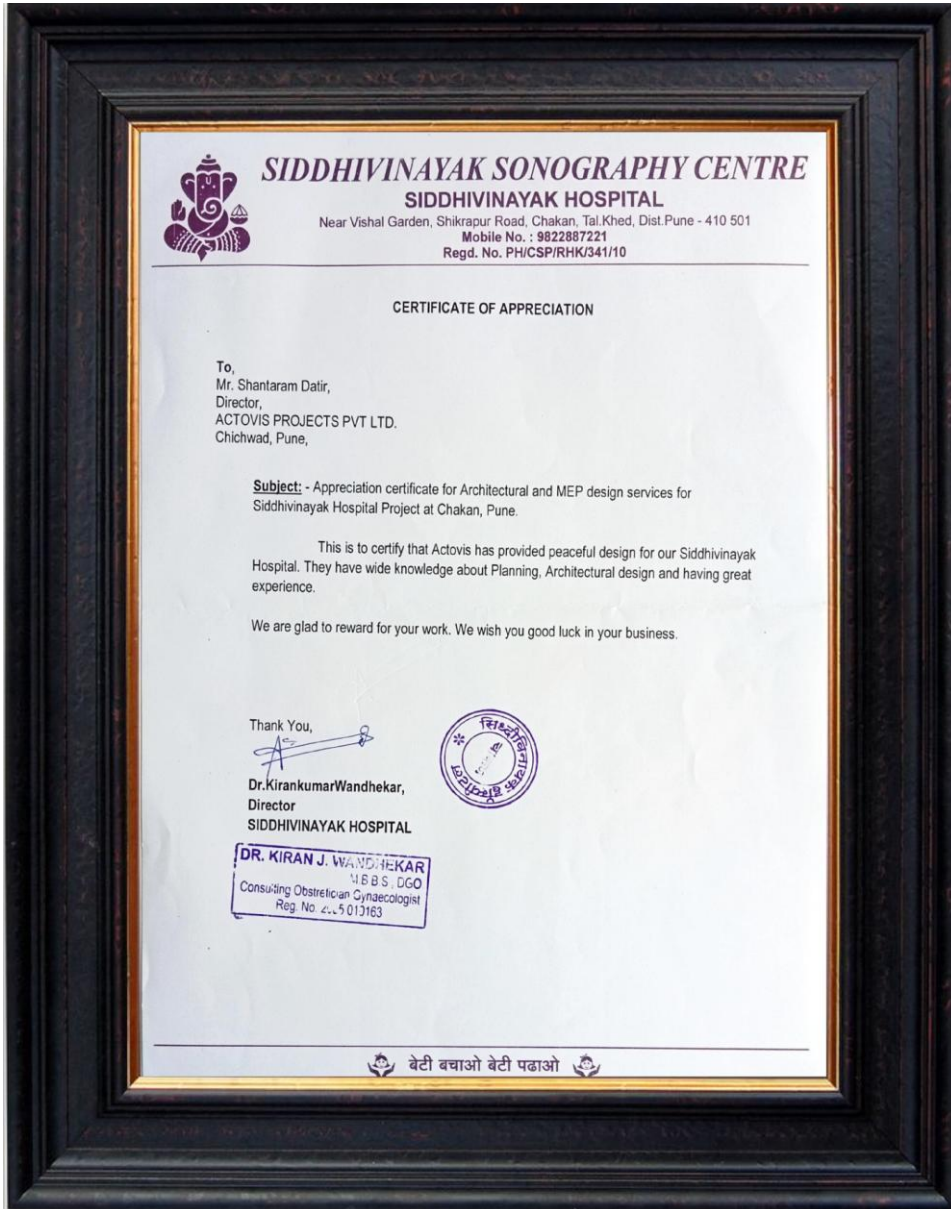 SIDDHIVINAYAK SONOGRAPHY CENTRE
SIDDHIVINAYAK HOSPITAL
Near Vishal Garden, Shikrapur Road, Chakan, Tal.Khed, Dist.Pune - 410 501
Mobile No. : 9822887221
Regd. No. PH/CSP/RHK/341/10
CERTIFICATE OF APPRECIATION
To,
Mr. Shantaram Datir,
Director,
ACTOVIS PROJECTS PVT LTD.
Chichwad, Pune,
Subject: - Appreciation certificate for Architectural and MEP design services for
Siddhivinayak Hospital Project at Chakan, Pune.
This is to certify that Actovis has provided peaceful design for our Siddhivinayak
Hospital. They have wide knowledge about Planning, Architectural design and having great
experience.
We are glad to reward for your work. We wish you good luck in your business.
Thank You,
Dr.KirankumarWandhekar,
Director
SIDDHIVINAYAK HOSPITAL
सिध्दीविनायक हॉस्पीटल
DR. KIRAN J. WANDHEKAR
M B B S , DGO
Consulting Obstretician Gynaecologist
Reg. No.
बेटी बचाओ बेटी पढाओ